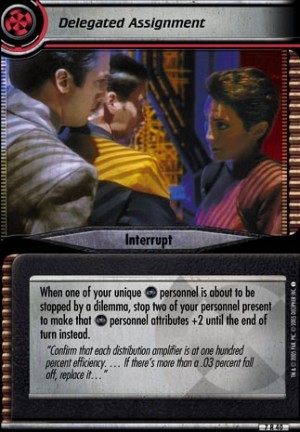 Delegated Assignment
Interrupt
When one of your unique personnel is about to be
stopped by a dilemma, stop two of your personnel present
to make that personnel attributes +2 until the end of
turn instead.
"Confirm that each distribution amplifier is at one hundred
percent efficiency. ... If there's more than a .03 percent fall
off, replace it..."
7 R 46